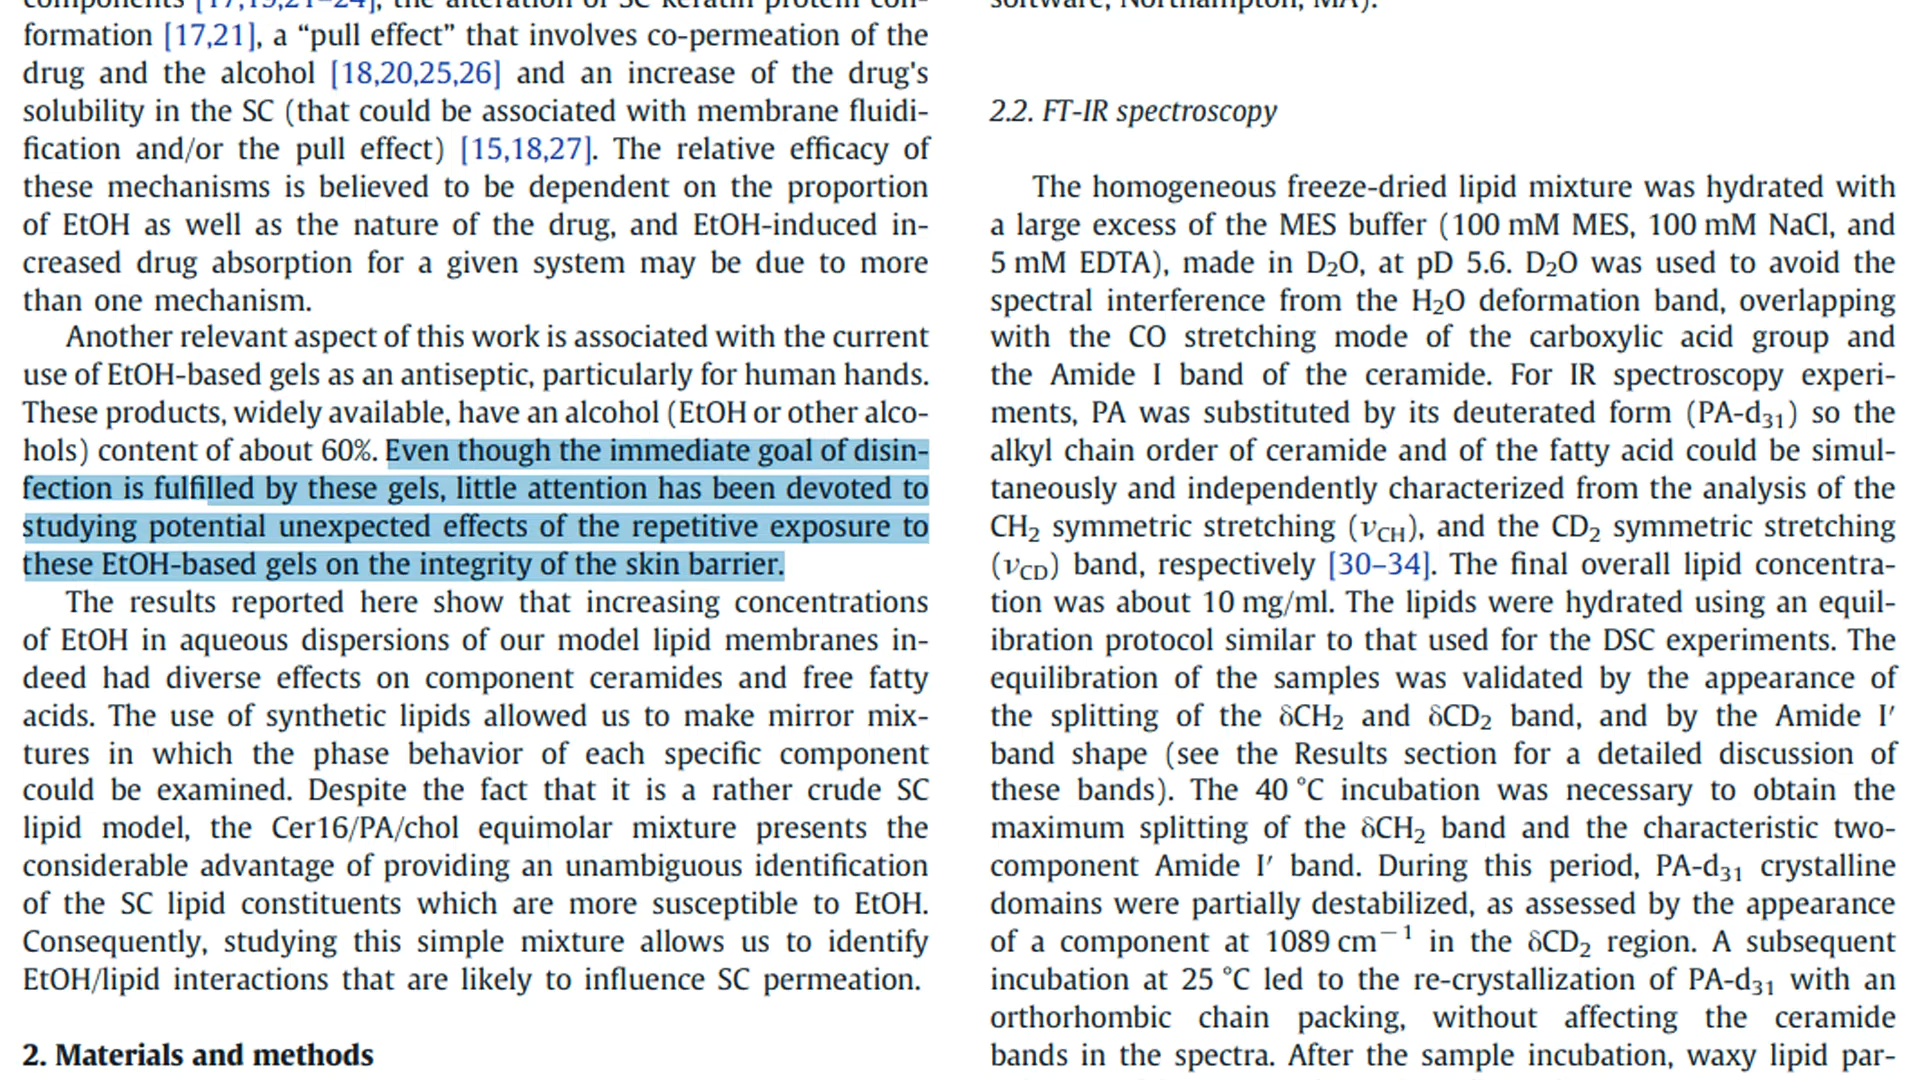 components [17,19,21–24], the alteration of SC keratin protein con-
formation [17,21], a “pull effect” that involves co-permeation of the
drug and the alcohol [18,20,25,26] and an increase of the drug's
solubility in the SC (that could be associated with membrane fluidi-
fication and/or the pull effect) [15,18,27]. The relative efficacy of
these mechanisms is believed to be dependent on the proportion
of EtOH as well as the nature of the drug, and EtOH-induced in-
creased drug absorption for a given system may be due to more
than one mechanism.
Another relevant aspect of this work is associated with the current
use of EtOH-based gels as an antiseptic, particularly for human hands.
These products, widely available, have an alcohol (EtOH or other alco-
hols) content of about 60%. Even though the immediate goal of disin-
fection is fulfilled by these gels, little attention has been devoted to
studying potential unexpected effects of the repetitive exposure to
these EtOH-based gels on the integrity of the skin barrier.
The results reported here show that increasing concentrations
of EtOH in aqueous dispersions of our model lipid membranes in-
deed had diverse effects on component ceramides and free fatty
acids. The use of synthetic lipids allowed us to make mirror mix-
tures in which the phase behavior of each specific component
could be examined. Despite the fact that it is a rather crude SC
lipid model, the Cer16/PA/chol equimolar mixture presents the
considerable advantage of providing an unambiguous identification
of the SC lipid constituents which are more susceptible to EtOH.
Consequently, studying this simple mixture allows us to identify
EtOH/lipid interactions that are likely to influence SC permeation.
2. Materials and methods
software, Northampton, MA).
2.2. FT-IR spectroscopy
The homogeneous freeze-dried lipid mixture was hydrated with
a large excess of the MES buffer (100 mM MES, 100 mM NaCl, and
5 mM EDTA), made in D₂O, at pD 5.6. D₂O was used to avoid the
spectral interference from the H₂O deformation band, overlapping
with the CO stretching mode of the carboxylic acid group and
the Amide I band of the ceramide. For IR spectroscopy experi-
ments, PA was substituted by its deuterated form (PA-d₃₁) so the
alkyl chain order of ceramide and of the fatty acid could be simul-
taneously and independently characterized from the analysis of the
CH₂ symmetric stretching (νCH), and the CD₂ symmetric stretching
(νCD) band, respectively [30–34]. The final overall lipid concentra-
tion was about 10 mg/ml. The lipids were hydrated using an equil-
ibration protocol similar to that used for the DSC experiments. The
equilibration of the samples was validated by the appearance of
the splitting of the δCH₂ and δCD₂ band, and by the Amide I′
band shape (see the Results section for a detailed discussion of
these bands). The 40 °C incubation was necessary to obtain the
maximum splitting of the δCH₂ band and the characteristic two-
component Amide I′ band. During this period, PA-d₃₁ crystalline
domains were partially destabilized, as assessed by the appearance
of a component at 1089 cm⁻¹ in the δCD₂ region. A subsequent
incubation at 25 °C led to the re-crystallization of PA-d₃₁ with an
orthorhombic chain packing, without affecting the ceramide
bands in the spectra. After the sample incubation, waxy lipid par-